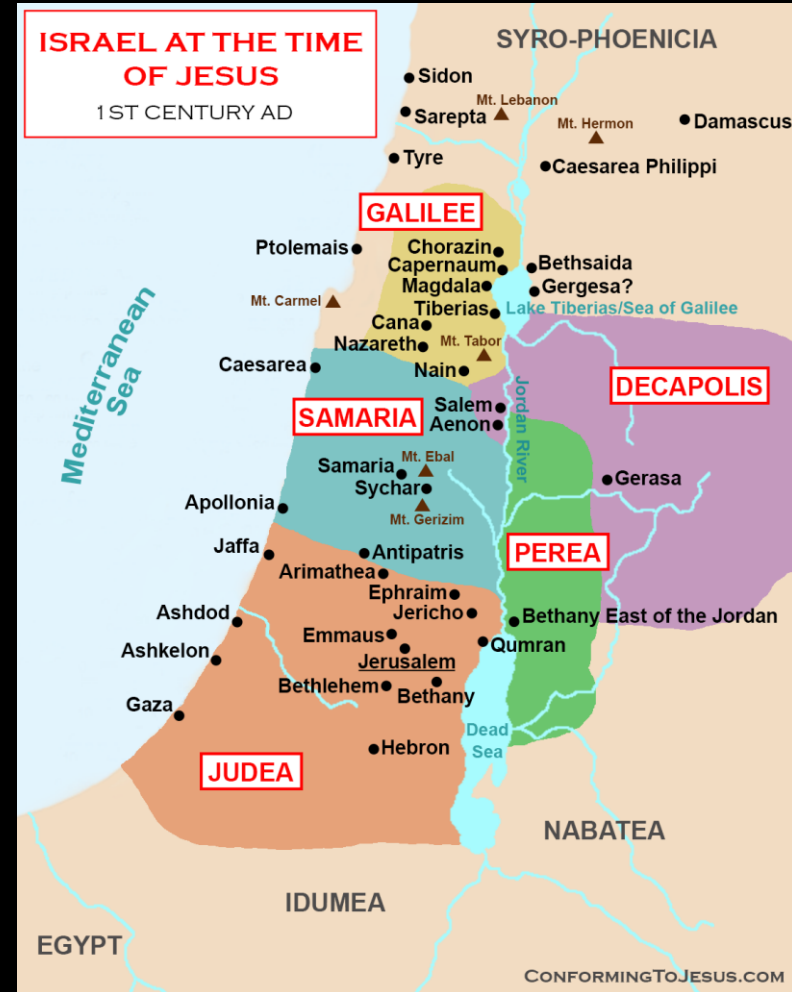 ISRAEL AT THE TIME
OF JESUS
1ST CENTURY AD
SYRO-PHOENICIA
Sidon
Mt. Lebanon
Sarepta
Mt. Hermon
Damascus
Tyre
Caesarea Philippi
GALILEE
Ptolemais
Chorazin
Capernaum
Bethsaida
Magdala
Gergesa?
Mt. Carmel
Tiberias
Lake Tiberias/Sea of Galilee
Cana
Nazareth
Mt. Tabor
Mediterranean
Sea
Caesarea
Nain
DECAPOLIS
Jordan River
SAMARIA
Salem
Aenon
Mt. Ebal
Samaria
Gerasa
Sychar
Apollonia
Mt. Gerizim
Jaffa
Antipatris
PEREA
Arimathea
Ephraim
Ashdod
Jericho
Bethany East of the Jordan
Emmaus
Qumran
Ashkelon
Jerusalem
Bethlehem
Bethany
Gaza
Dead
Sea
Hebron
JUDEA
NABATEA
IDUMEA
EGYPT
CONFORMINGTOJESUS.COM